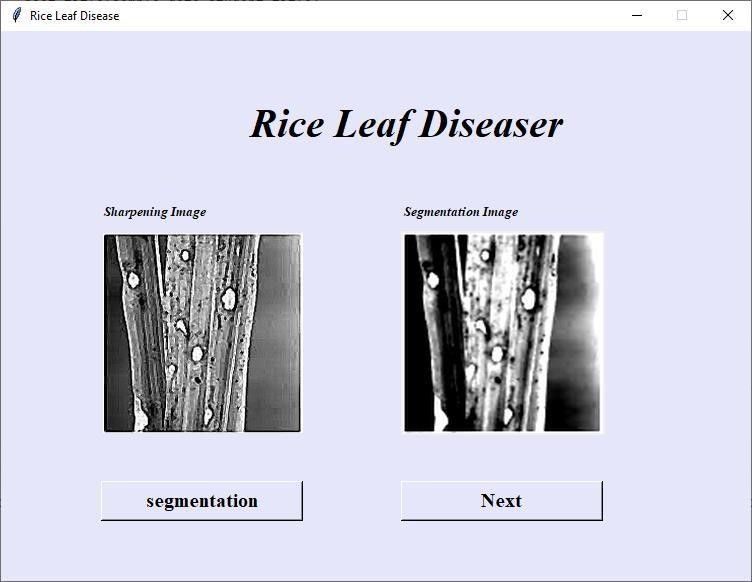 Rice Leaf Disease
Rice Leaf Diseaser
Sharpening Image
Segmentation Image
segmentation
Next